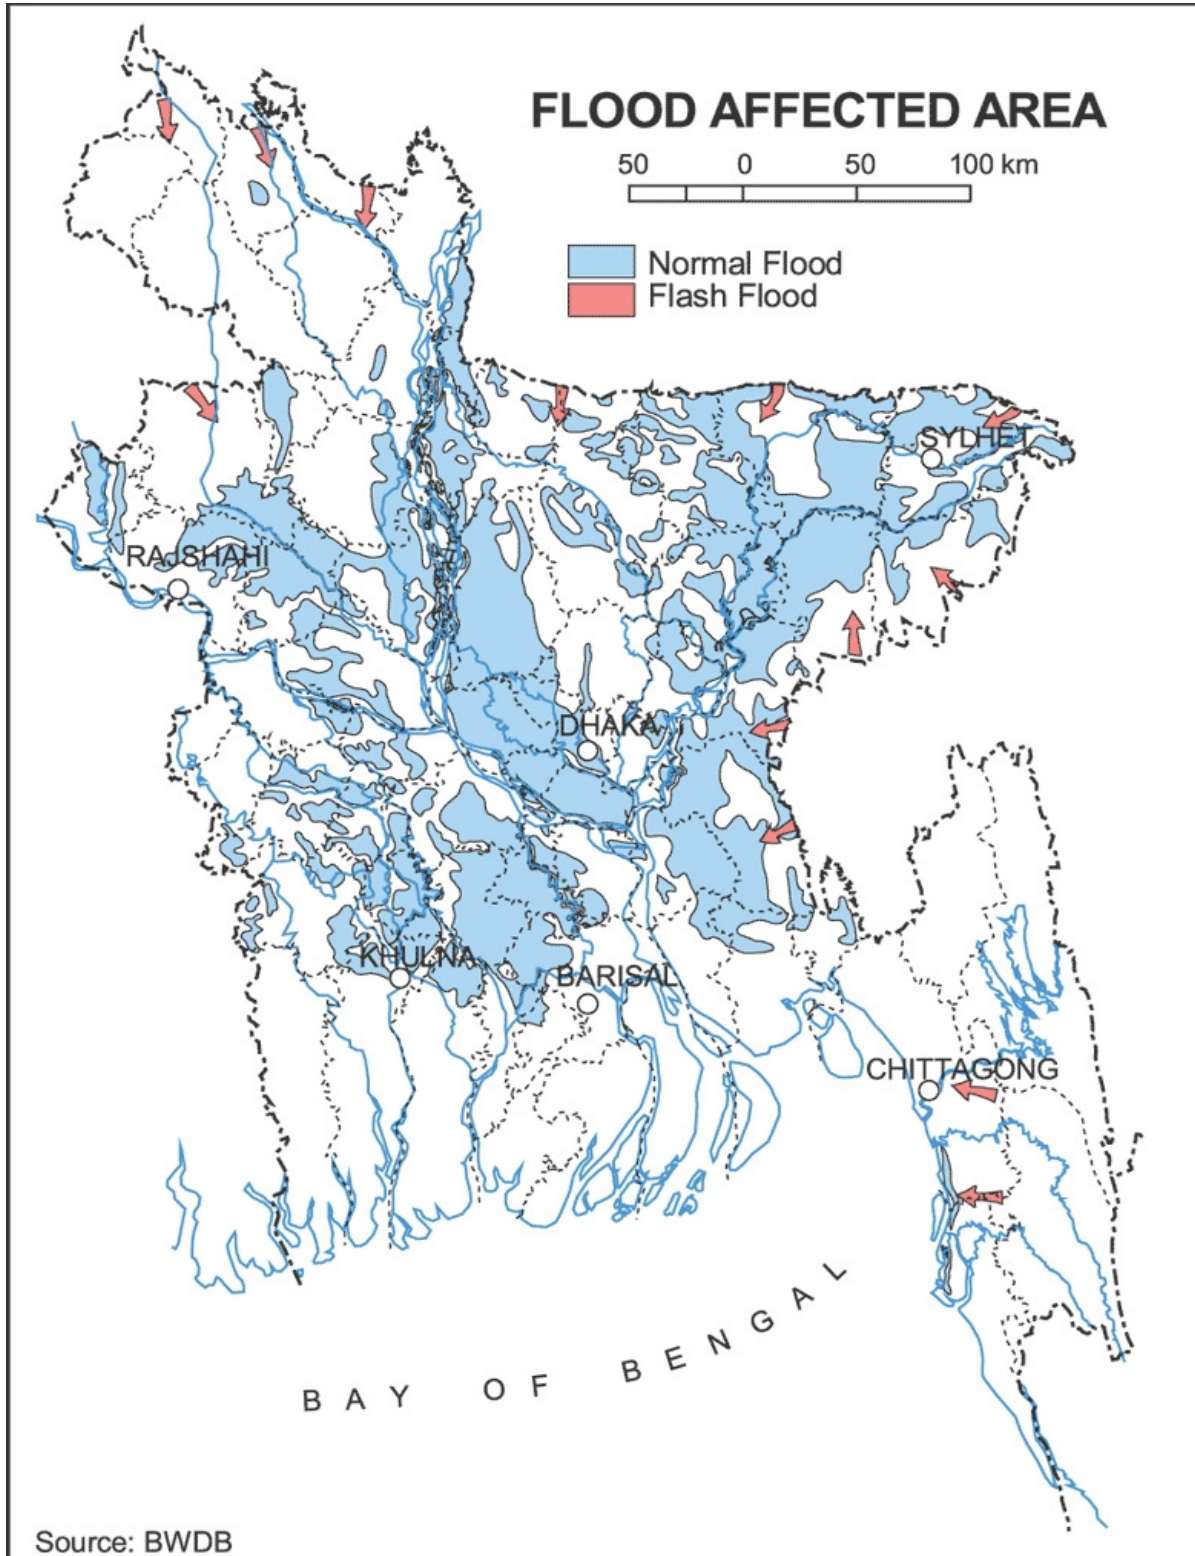 FLOOD AFFECTED AREA
50 0 50 100 km
Normal Flood
Flash Flood
SYLHET
RAJSHAHI
DHAKA
KHULNA
BARISAL
CHITTAGONG
BAY OF BENGAL
Source: BWDB